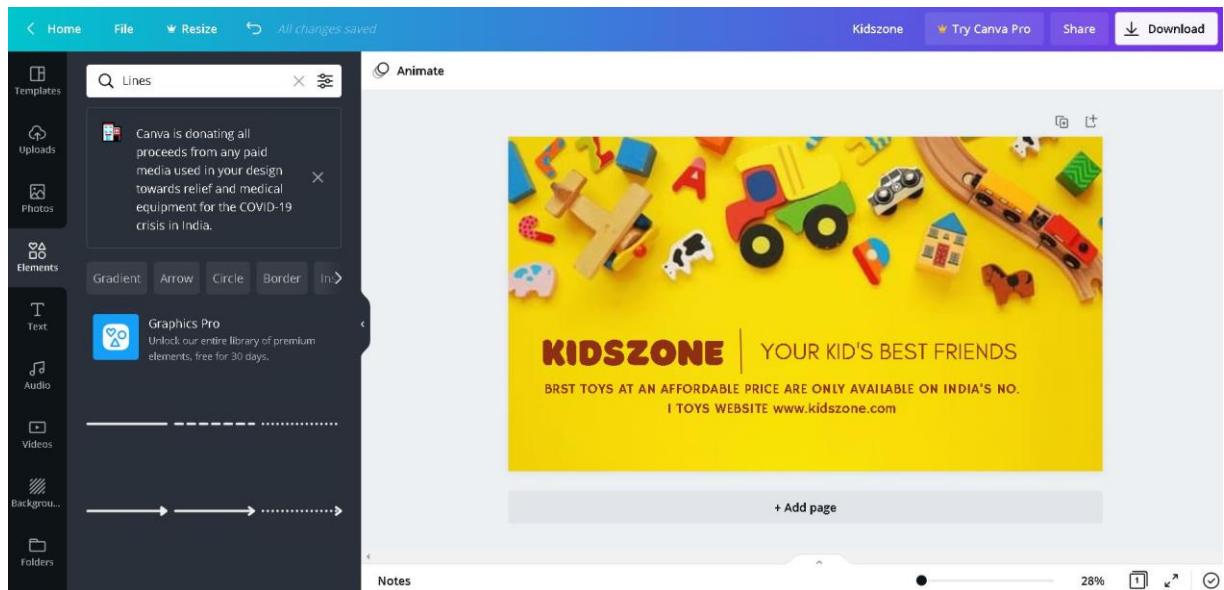 Home File Resize All changes saved Kidszone Try Canva Pro Share Download
Templates
Uploads
Photos
Elements
Text
Audio
Videos
Backgrou...
Folders
Lines
Canva is donating all
proceeds from any paid
media used in your design
towards relief and medical
equipment for the COVID-19
crisis in India.
Gradient Arrow Circle Border
Graphics Pro
Unlock our entire library of premium
elements, free for 30 days.
Animate
A
KIDSZONE YOUR KID'S BEST FRIENDS
BRST TOYS AT AN AFFORDABLE PRICE ARE ONLY AVAILABLE ON INDIA'S NO.
1 TOYS WEBSITE www.kidszone.com
+ Add page
Notes 28% 1